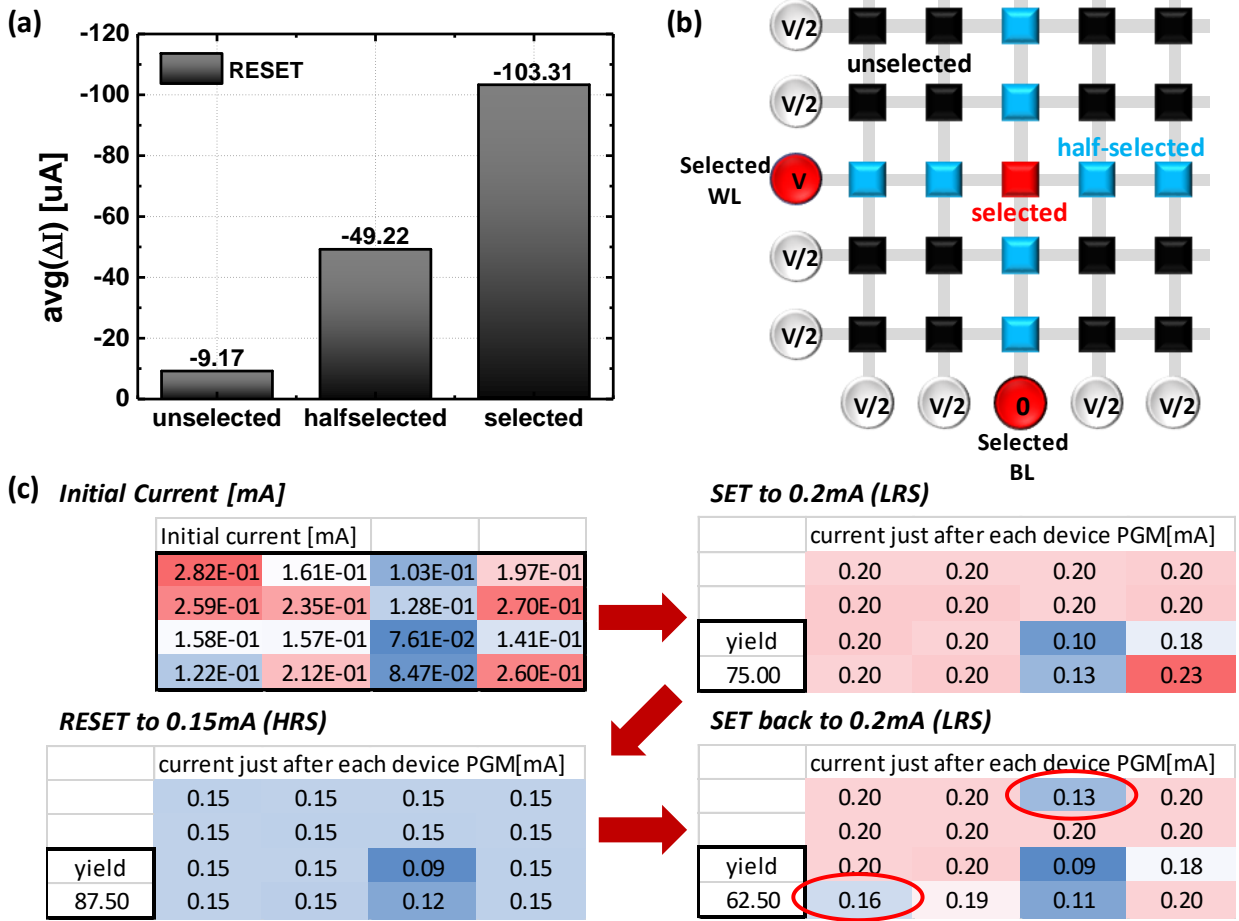 (a)
-120
-100
-80
-60
-40
-20
0
avg(ΔI) [uA]
RESET
-9.17
-49.22
-103.31
unselected halfselected selected
(b)
V/2
unselected
V/2
half-selected
Selected
WL
V
selected
V/2
V/2
V/2 V/2 0 V/2 V/2
Selected
BL
(c) Initial Current [mA]
Initial current [mA]
2.82E-01 1.61E-01 1.03E-01 1.97E-01
2.59E-01 2.35E-01 1.28E-01 2.70E-01
1.58E-01 1.57E-01 7.61E-02 1.41E-01
1.22E-01 2.12E-01 8.47E-02 2.60E-01
SET to 0.2mA (LRS)
current just after each device PGM[mA]
0.20 0.20 0.20 0.20
0.20 0.20 0.20 0.20
yield 0.20 0.20 0.10 0.18
75.00 0.20 0.20 0.13 0.23
RESET to 0.15mA (HRS)
current just after each device PGM[mA]
0.15 0.15 0.15 0.15
0.15 0.15 0.15 0.15
yield 0.15 0.15 0.09 0.15
87.50 0.15 0.15 0.12 0.15
SET back to 0.2mA (LRS)
current just after each device PGM[mA]
0.20 0.20 0.13 0.20
0.20 0.20 0.20 0.20
yield 0.20 0.20 0.09 0.18
62.50 0.16 0.19 0.11 0.20